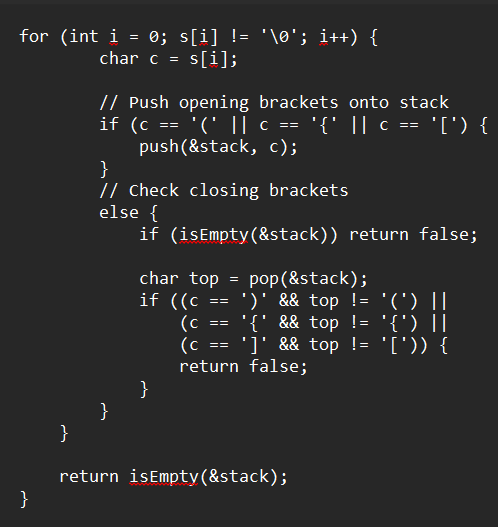 for (int i = 0; s[i] != '\0'; i++) {
char c = s[i];
// Push opening brackets onto stack
if (c == '(' || c == '{' || c == '[') {
push(&stack, c);
}
// Check closing brackets
else {
if (isEmpty(&stack)) return false;
char top = pop(&stack);
if ((c == ')' && top != '(') ||
(c == '{' && top != '{') ||
(c == ']' && top != '[')) {
return false;
}
}
}
return isEmpty(&stack);
}